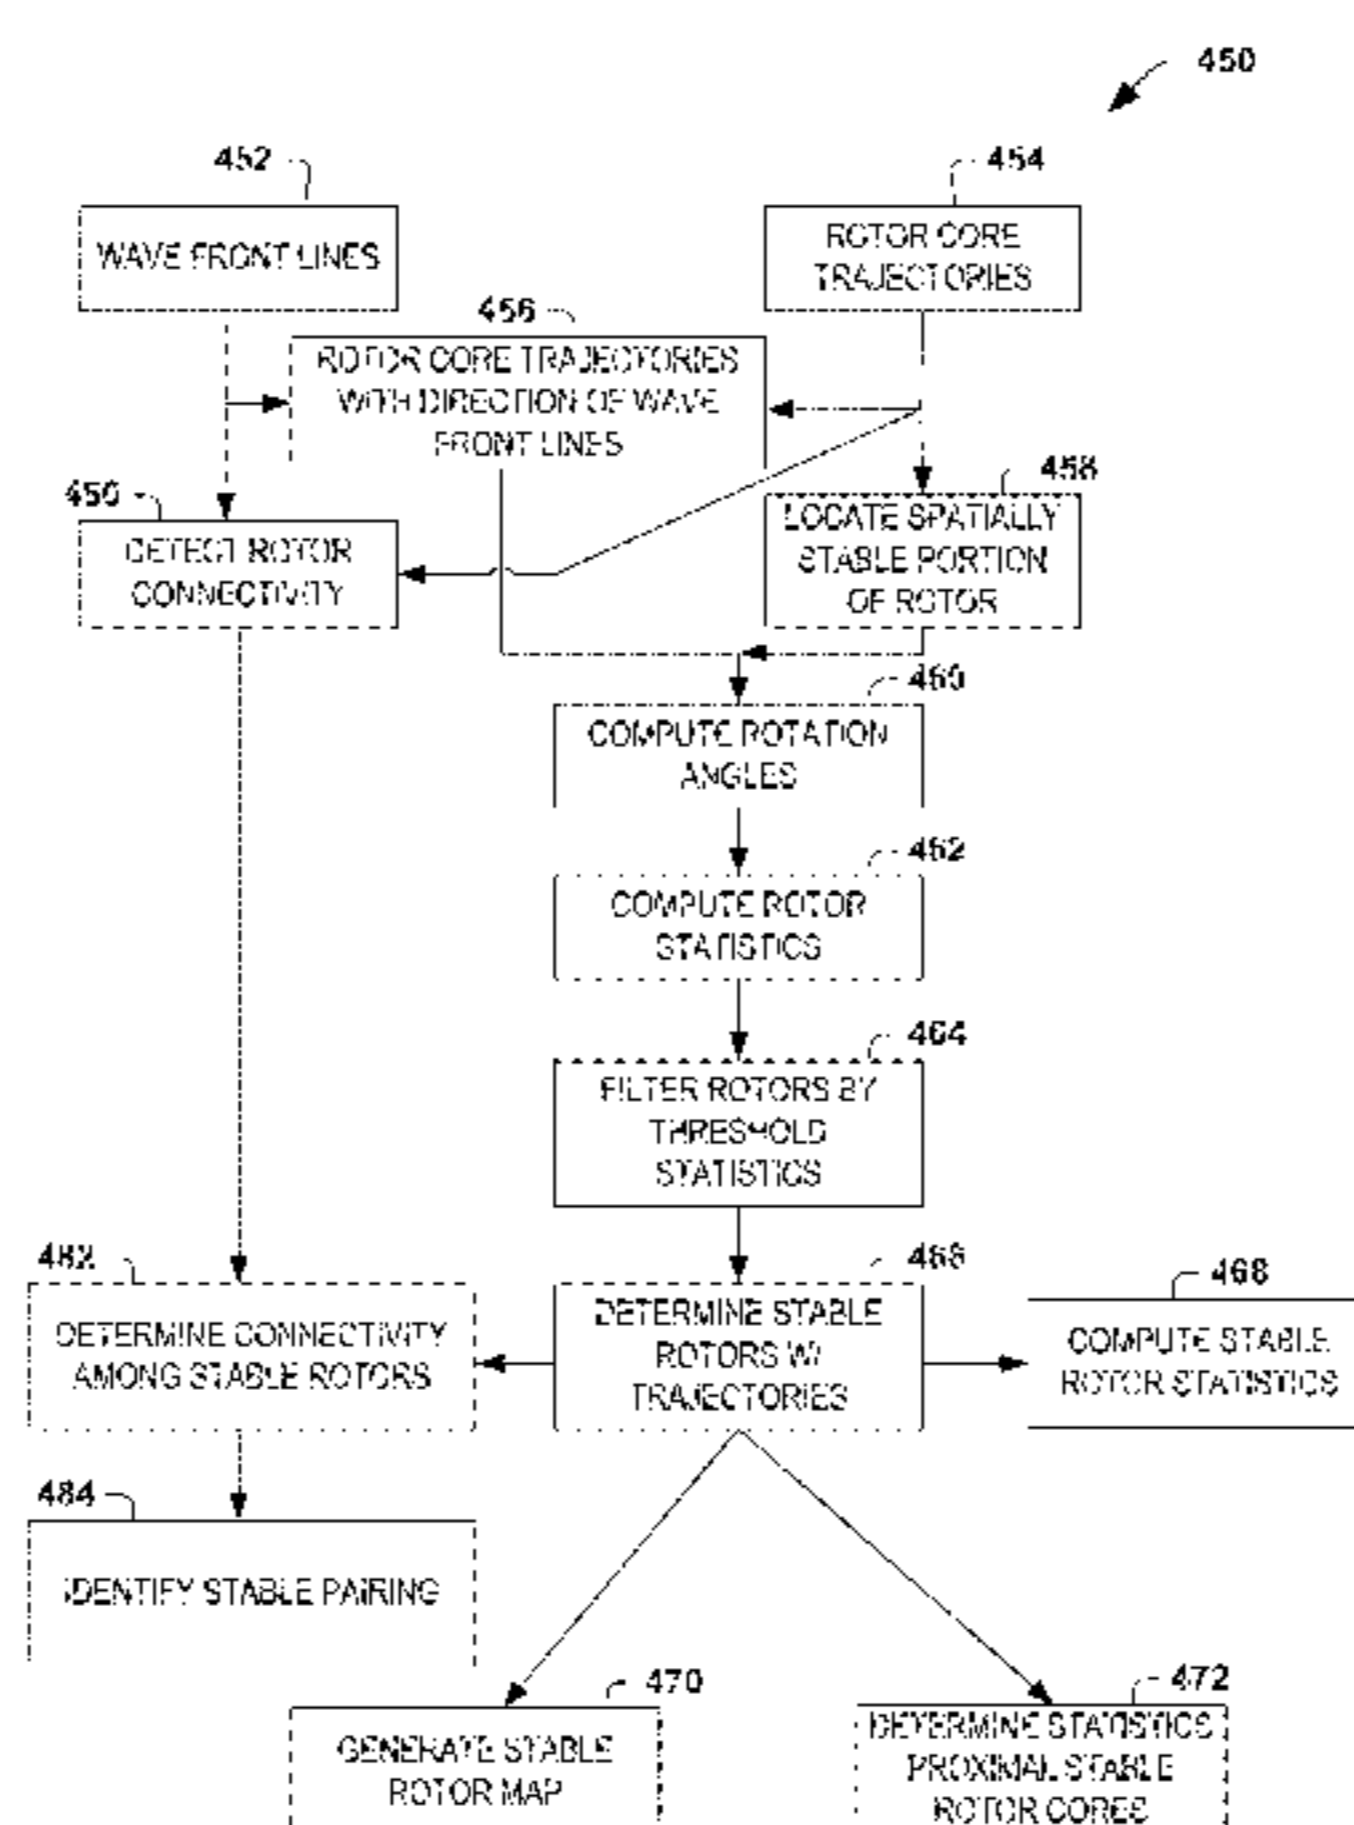 450
452
454
WAVE FRONT LINES
ROTOR CORE
TRAJECTORIES
456
ROTOR CORE TRAJECTORIES
WITH DIRECTION OF WAVE
FRONT LINES
458
LOCATE SPATIALLY
STABLE PORTION
OF ROTOR
DETECT ROTOR
CONNECTIVITY
460
COMPUTE ROTATION
ANGLES
462
COMPUTE ROTOR
STATISTICS
464
FILTER ROTORS BY
THRESHOLD
STATISTICS
482
466
468
DETERMINE CONNECTIVITY
AMONG STABLE ROTORS
DETERMINE STABLE
ROTORS W/
TRAJECTORIES
COMPUTE STABLE
ROTOR STATISTICS
484
IDENTIFY STABLE PAIRING
470
472
GENERATE STABLE
ROTOR MAP
DETERMINE STATISTICS
PROXIMAL STABLE
ROTOR CORES